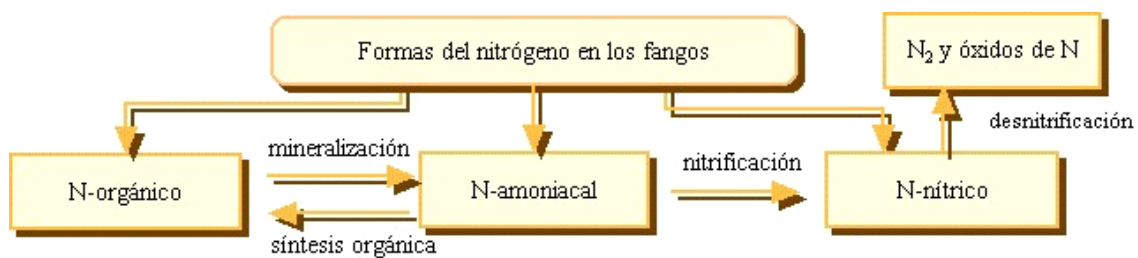 Formas del nitrógeno en los fangos
N₂ y óxidos de N
desnitrificación
mineralización
nitrificación
N-orgánico
N-amoniacal
N-nítrico
síntesis orgánica